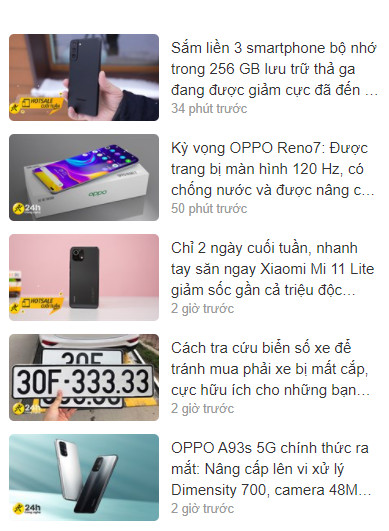 Sắm liền 3 smartphone bộ nhớ
trong 256 GB lưu trữ thả ga
đang được giảm cực đã đến ...
34 phút trước
HOTSALE
CUỐI TUẦN
Kỳ vọng OPPO Reno7: Được
trang bị màn hình 120 Hz, có
chống nước và được nâng c...
50 phút trước
oppo
24h
Chỉ 2 ngày cuối tuần, nhanh
tay săn ngay Xiaomi Mi 11 Lite
giảm sốc gần cả triệu độc...
2 giờ trước
24h
HOTSALE
CUỐI TUẦN
Cách tra cứu biển số xe để
tránh mua phải xe bị mất cắp,
cực hữu ích cho những bạn...
2 giờ trước
30F-333.33
24h
OPPO A93s 5G chính thức ra
mắt: Nâng cấp lên vi xử lý
Dimensity 700, camera 48M...
2 giờ trước
24h